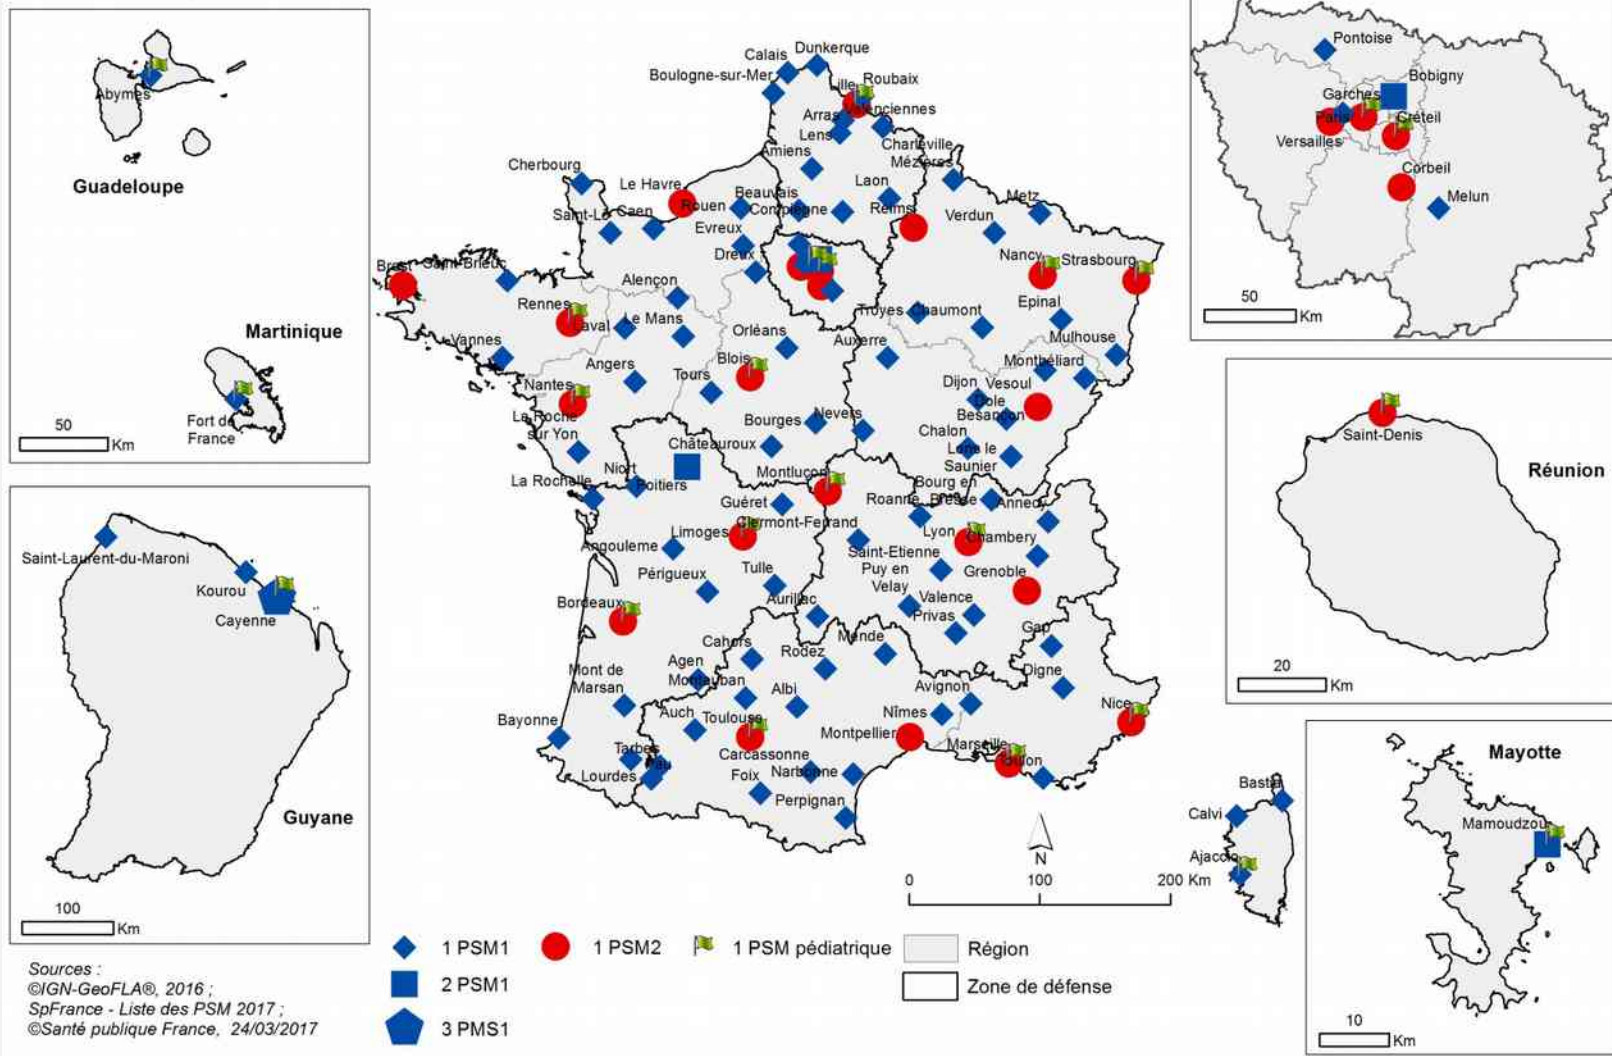 Abymes
Guadeloupe
Martinique
Fort de
France
50
Km
Saint-Laurent-du-Maroni
Kourou
Cayenne
Guyane
100
Km
Calais
Dunkerque
Boulogne-sur-Mer
Roubaix
Valenciennes
Arras
Lens
Amiens
Charleville
Mézières
Cherbourg
Le Havre
Beauvais
Laon
Metz
Saint-Lo
Caen
Rouen
Compiègne
Reims
Verdun
Evreux
Dreux
Nancy
Strasbourg
Brest
Saint-Brieuc
Alençon
Rennes
Laval
Le Mans
Orléans
Troyes
Chaumont
Epinal
Vannes
Auxerre
Mulhouse
Angers
Tours
Blois
Montbéliard
Nantes
Dijon
Vesoul
Dole
Besançon
La Roche
sur Yon
Bourges
Nevers
Châteauroux
Chalon
Lons le
Saunier
Niort
Montluçon
La Rochelle
Poitiers
Guéret
Roanne
Bourg en
Bresse
Annecy
Limoges
Clermont-Ferrand
Lyon
Chambery
Angouleme
Saint-Etienne
Périgueux
Tulle
Puy en
Velay
Grenoble
Bordeaux
Aurillac
Valence
Privas
Cahors
Rodez
Mende
Gap
Mont de
Marsan
Agen
Montauban
Albi
Avignon
Digne
Bayonne
Auch
Toulouse
Nîmes
Nice
Montpellier
Marseille
Toulon
Tarbes
Pau
Lourdes
Carcassonne
Foix
Narbonne
Perpignan
Bastia
Calvi
Ajaccio
N
0
100
200 Km
Pontoise
Bobigny
Garches
Paris
Créteil
Versailles
Corbeil
Melun
50
Km
Saint-Denis
Réunion
20
Km
Mayotte
Mamoudzou
10
Km
1 PSM1
1 PSM2
1 PSM pédiatrique
Région
2 PSM1
Zone de défense
3 PMS1
Sources :
©IGN-GeoFLA®, 2016 ;
SpFrance - Liste des PSM 2017 ;
©Santé publique France, 24/03/2017